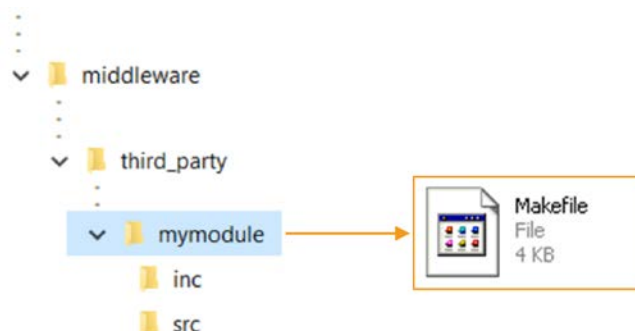 middleware
third_party
mymodule
Makefile
File
4 KB
inc
src